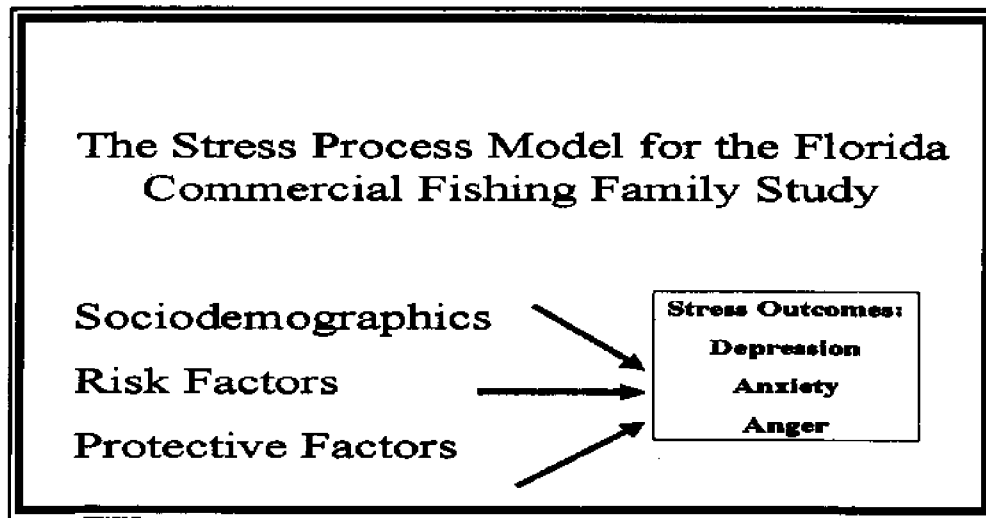 The Stress Process Model for the Florida
Commercial Fishing Family Study
Sociodemographics
Risk Factors
Protective Factors
Stress Outcomes:
Depression
Anxiety
Anger